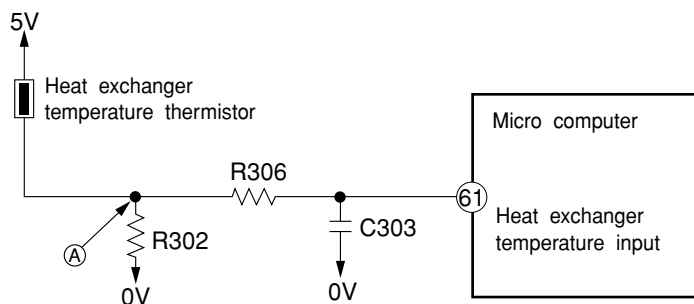 5V
Heat exchanger
temperature thermistor
Micro computer
R306
61
Heat exchanger
temperature input
C303
R302
A
0V
0V